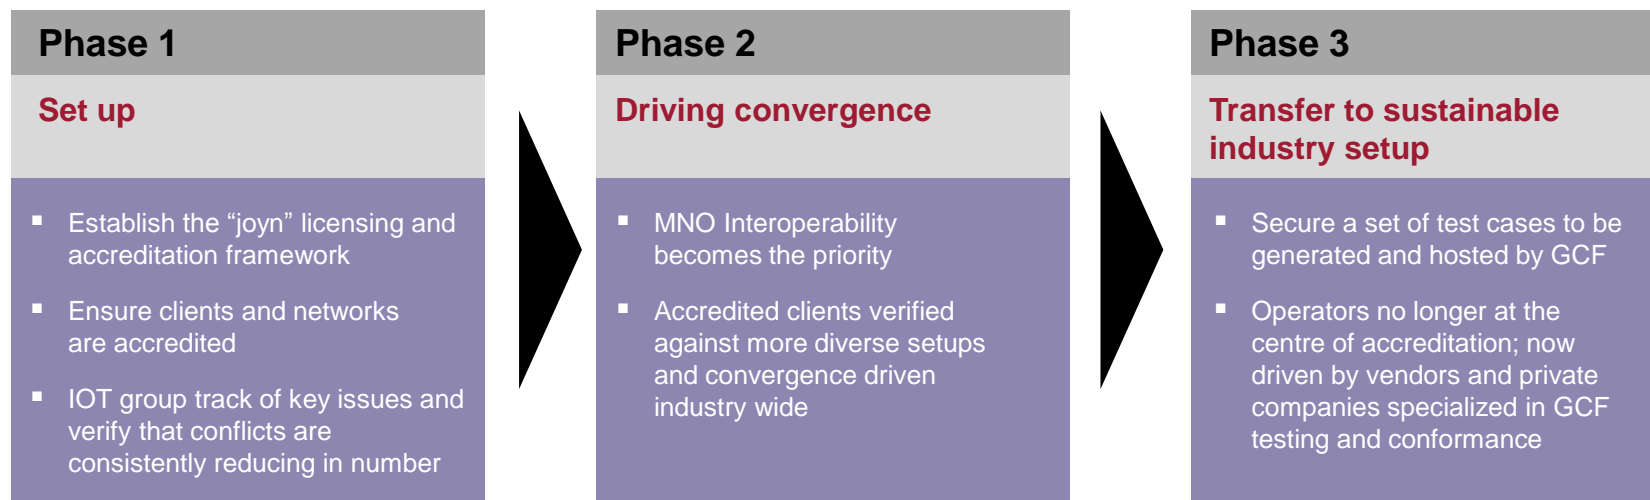 Phase 1
Set up
▪ Establish the “joyn” licensing and
accreditation framework
▪ Ensure clients and networks
are accredited
▪ IOT group track of key issues and
verify that conflicts are
consistently reducing in number
Phase 2
Driving convergence
▪ MNO Interoperability
becomes the priority
▪ Accredited clients verified
against more diverse setups
and convergence driven
industry wide
Phase 3
Transfer to sustainable
industry setup
▪ Secure a set of test cases to be
generated and hosted by GCF
▪ Operators no longer at the
centre of accreditation; now
driven by vendors and private
companies specialized in GCF
testing and conformance